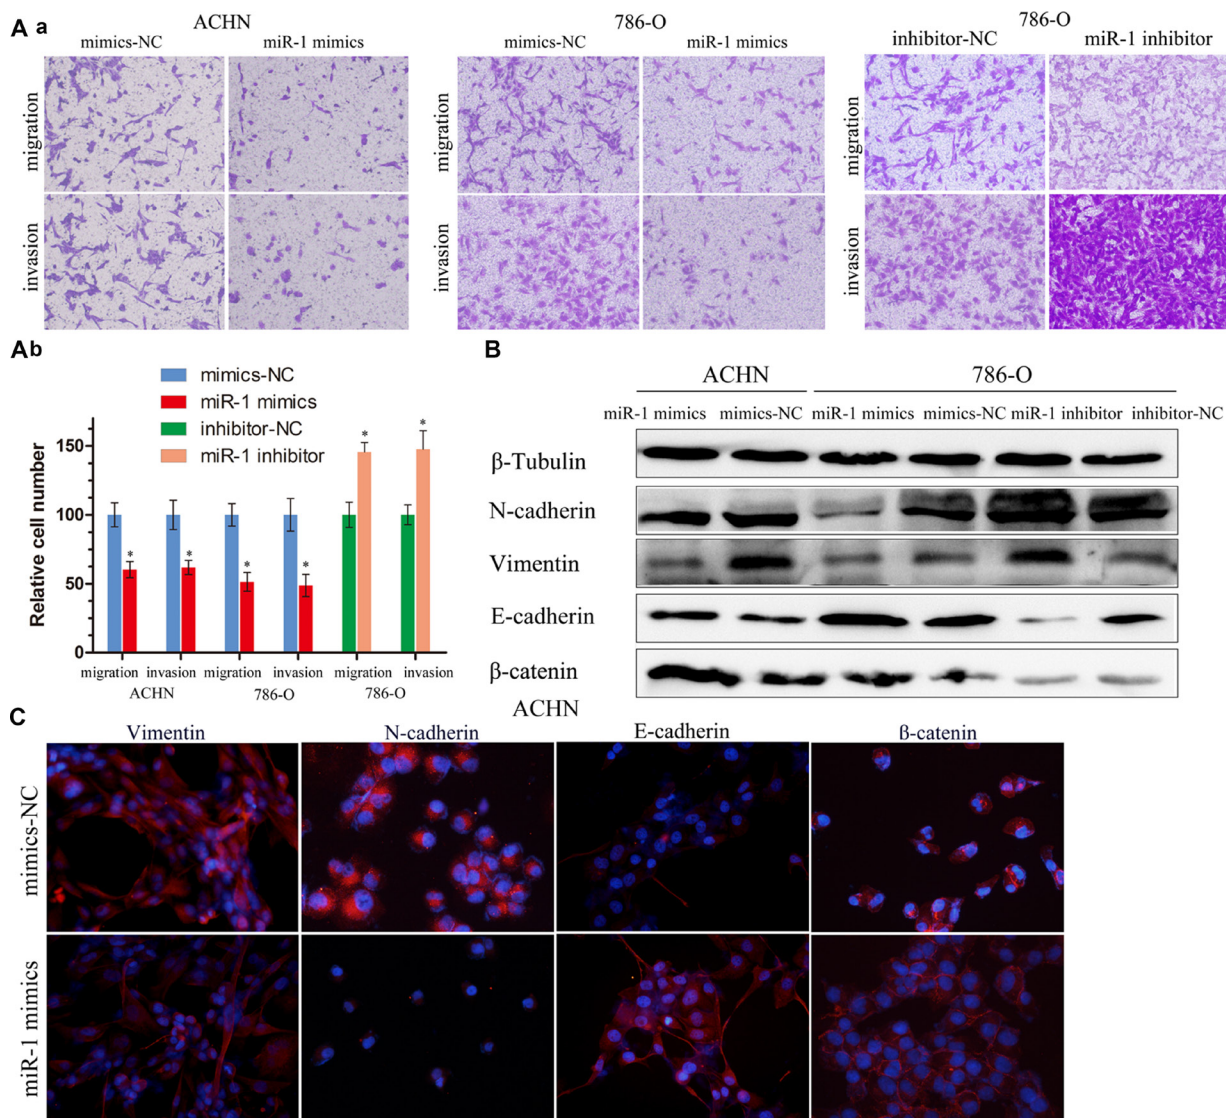 A a
ACHN
mimics-NC miR-1 mimics
786-O
mimics-NC miR-1 mimics
786-O
inhibitor-NC miR-1 inhibitor
migration
invasion
migration
invasion
migration
invasion
Ab
mimics-NC
miR-1 mimics
inhibitor-NC
miR-1 inhibitor
Relative cell number
150
100
50
0
* * * * * *
migration invasion migration invasion migration invasion
ACHN 786-O 786-O
B
ACHN 786-O
miR-1 mimics mimics-NC miR-1 mimics mimics-NC miR-1 inhibitor inhibitor-NC
β-Tubulin
N-cadherin
Vimentin
E-cadherin
β-catenin
C
ACHN
Vimentin N-cadherin E-cadherin ß-catenin
mimics-NC
miR-1 mimics